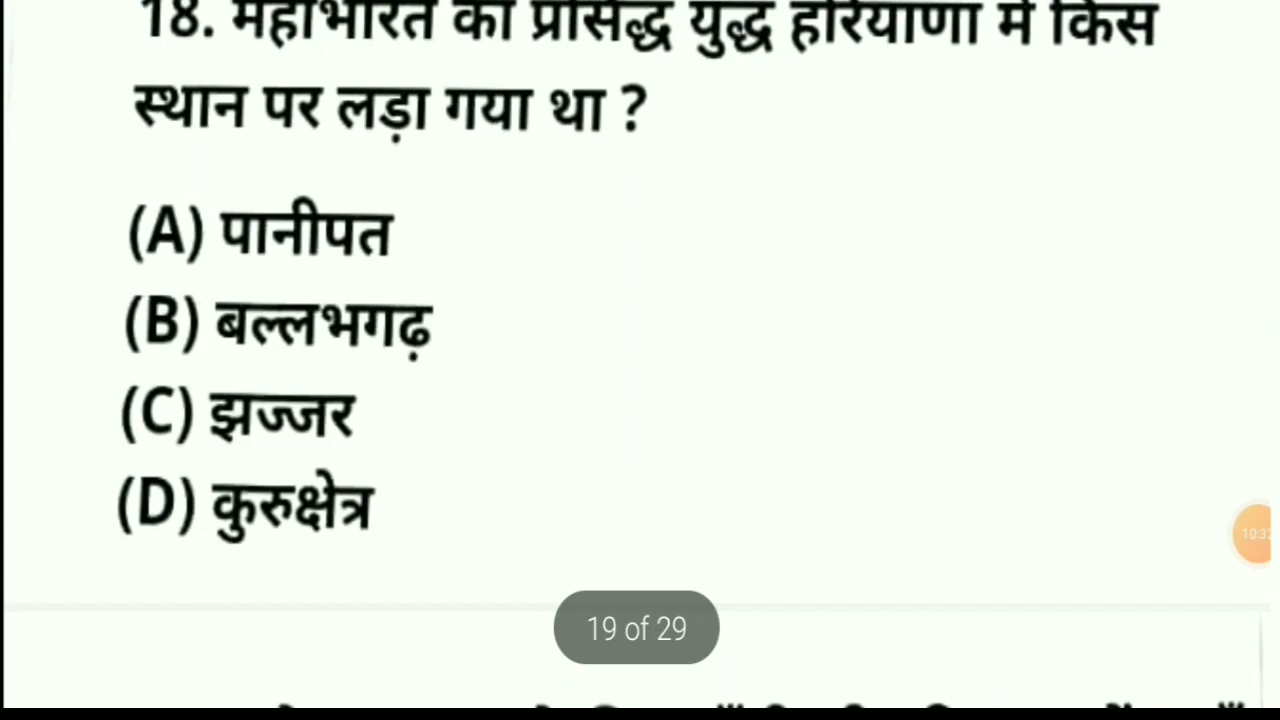 18. महाभारत का प्रसिद्ध युद्ध हरियाणा में किस
स्थान पर लड़ा गया था ?
(A) पानीपत
(B) बल्लभगढ़
(C) झज्जर
(D) कुरुक्षेत्र
19 of 29